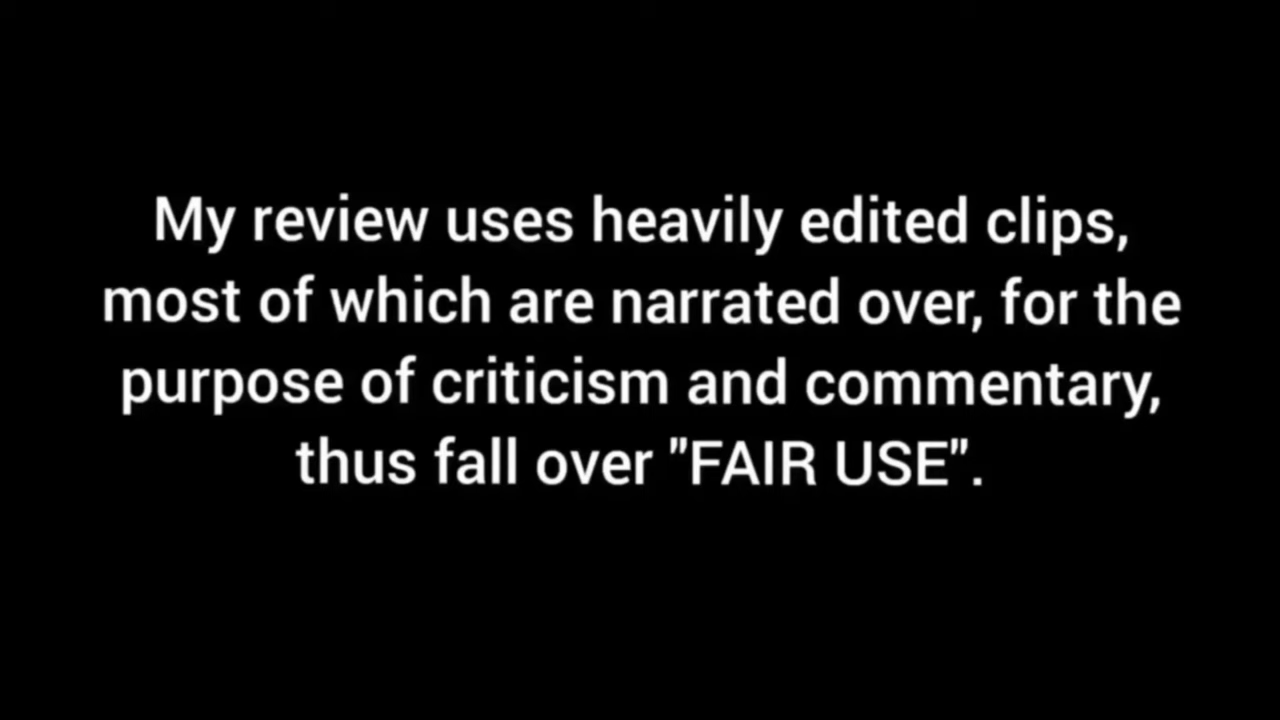 My review uses heavily edited clips,
most of which are narrated over, for the
purpose of criticism and commentary,
thus fall over "FAIR USE".